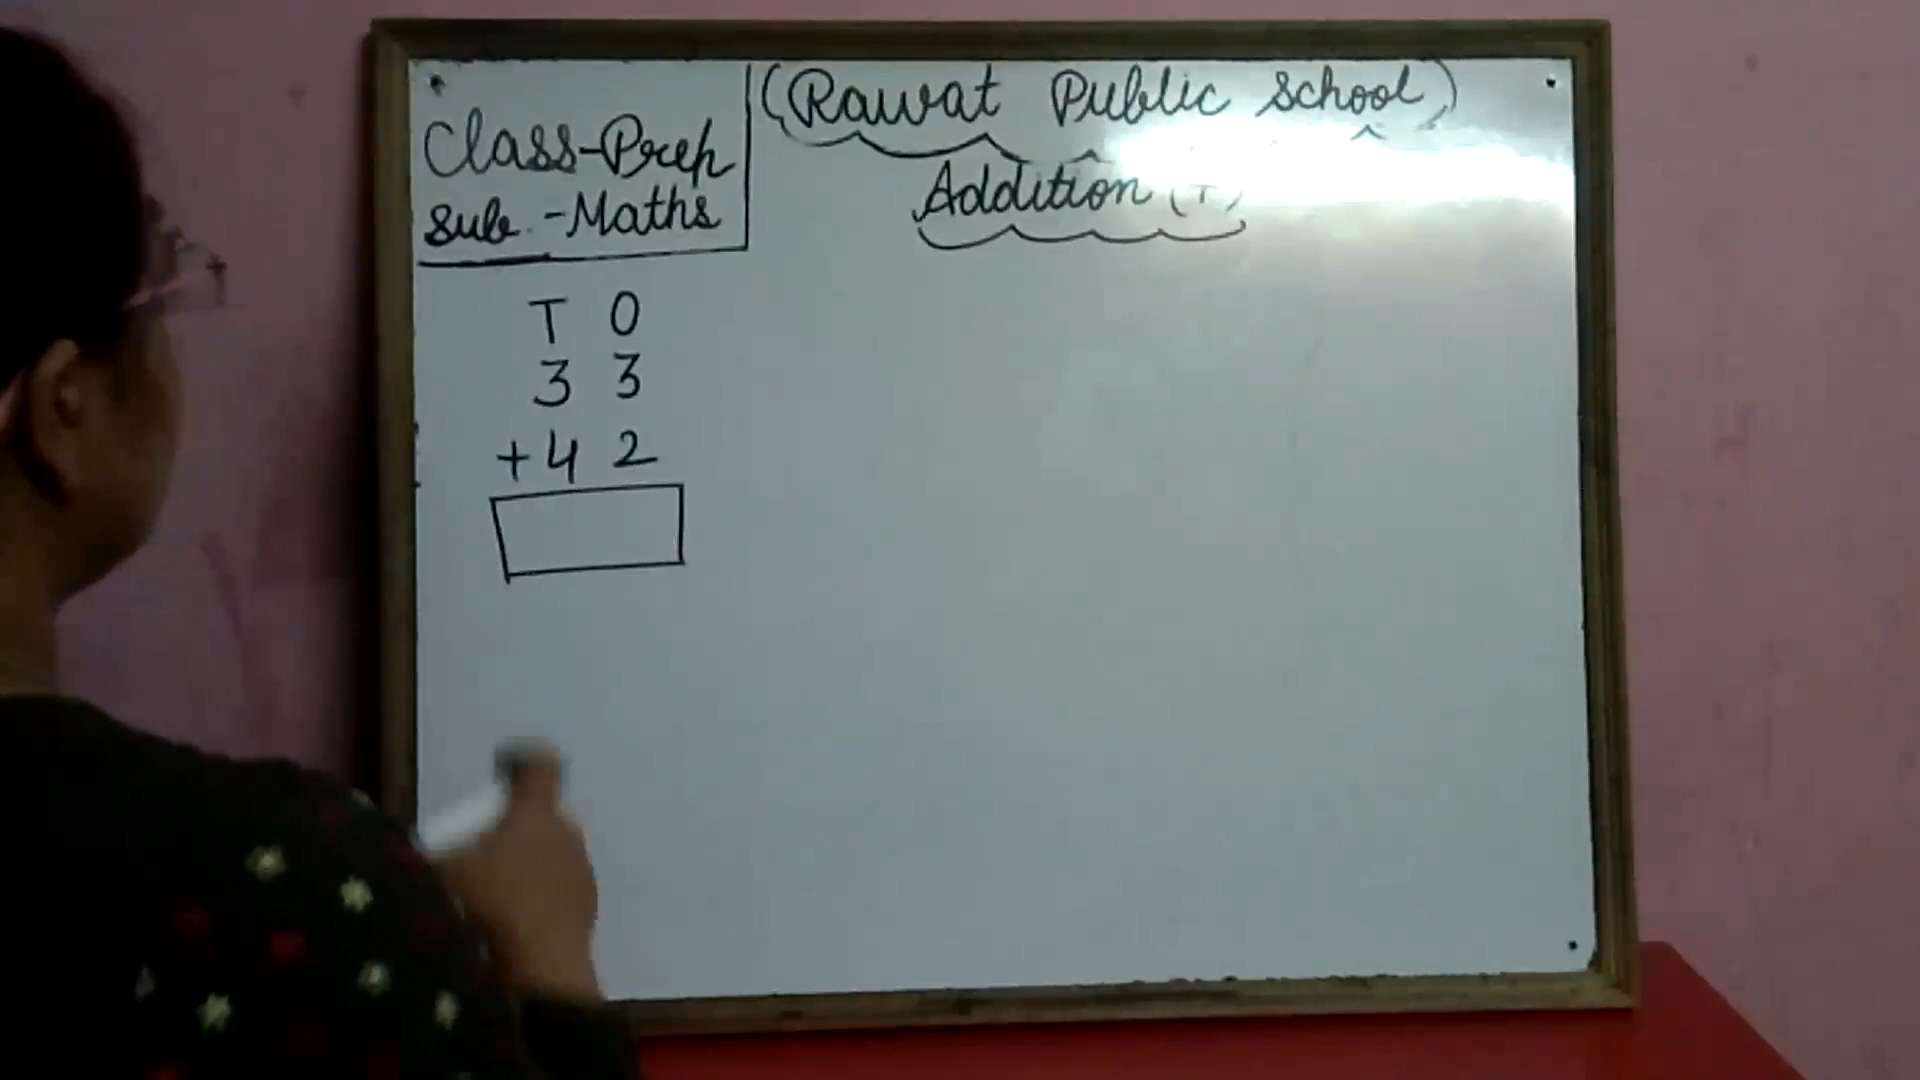 Class-Prep
Sub.-Maths
(Rawat Public School)
Addition (+)
T O
3 3
+4 2